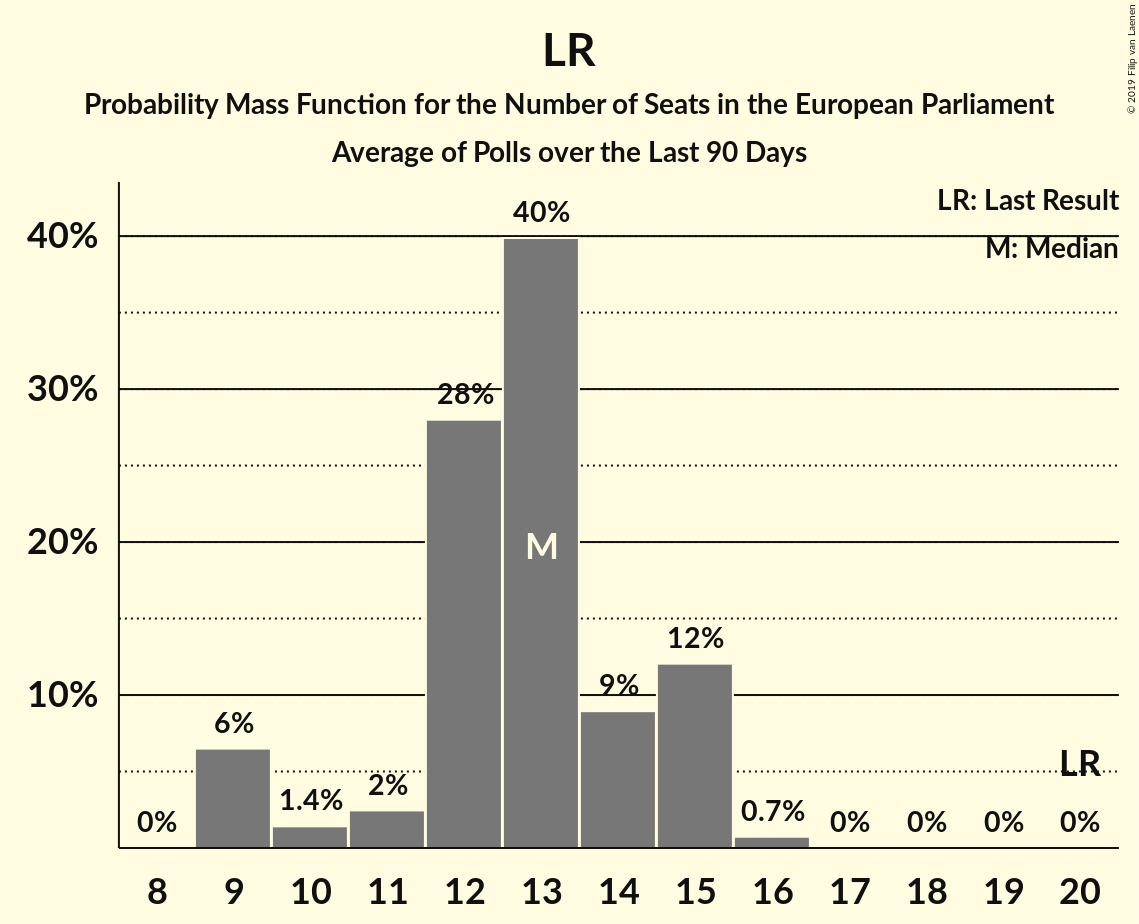 LR
Probability Mass Function for the Number of Seats in the European Parliament
Average of Polls over the Last 90 Days
© 2019 Filip van Laenen
LR: Last Result
M: Median
40%
30%
20%
10%
0%
6%
1.4%
2%
28%
40%
M
9%
12%
0.7%
0%
0%
0%
0%
LR
8 9 10 11 12 13 14 15 16 17 18 19 20